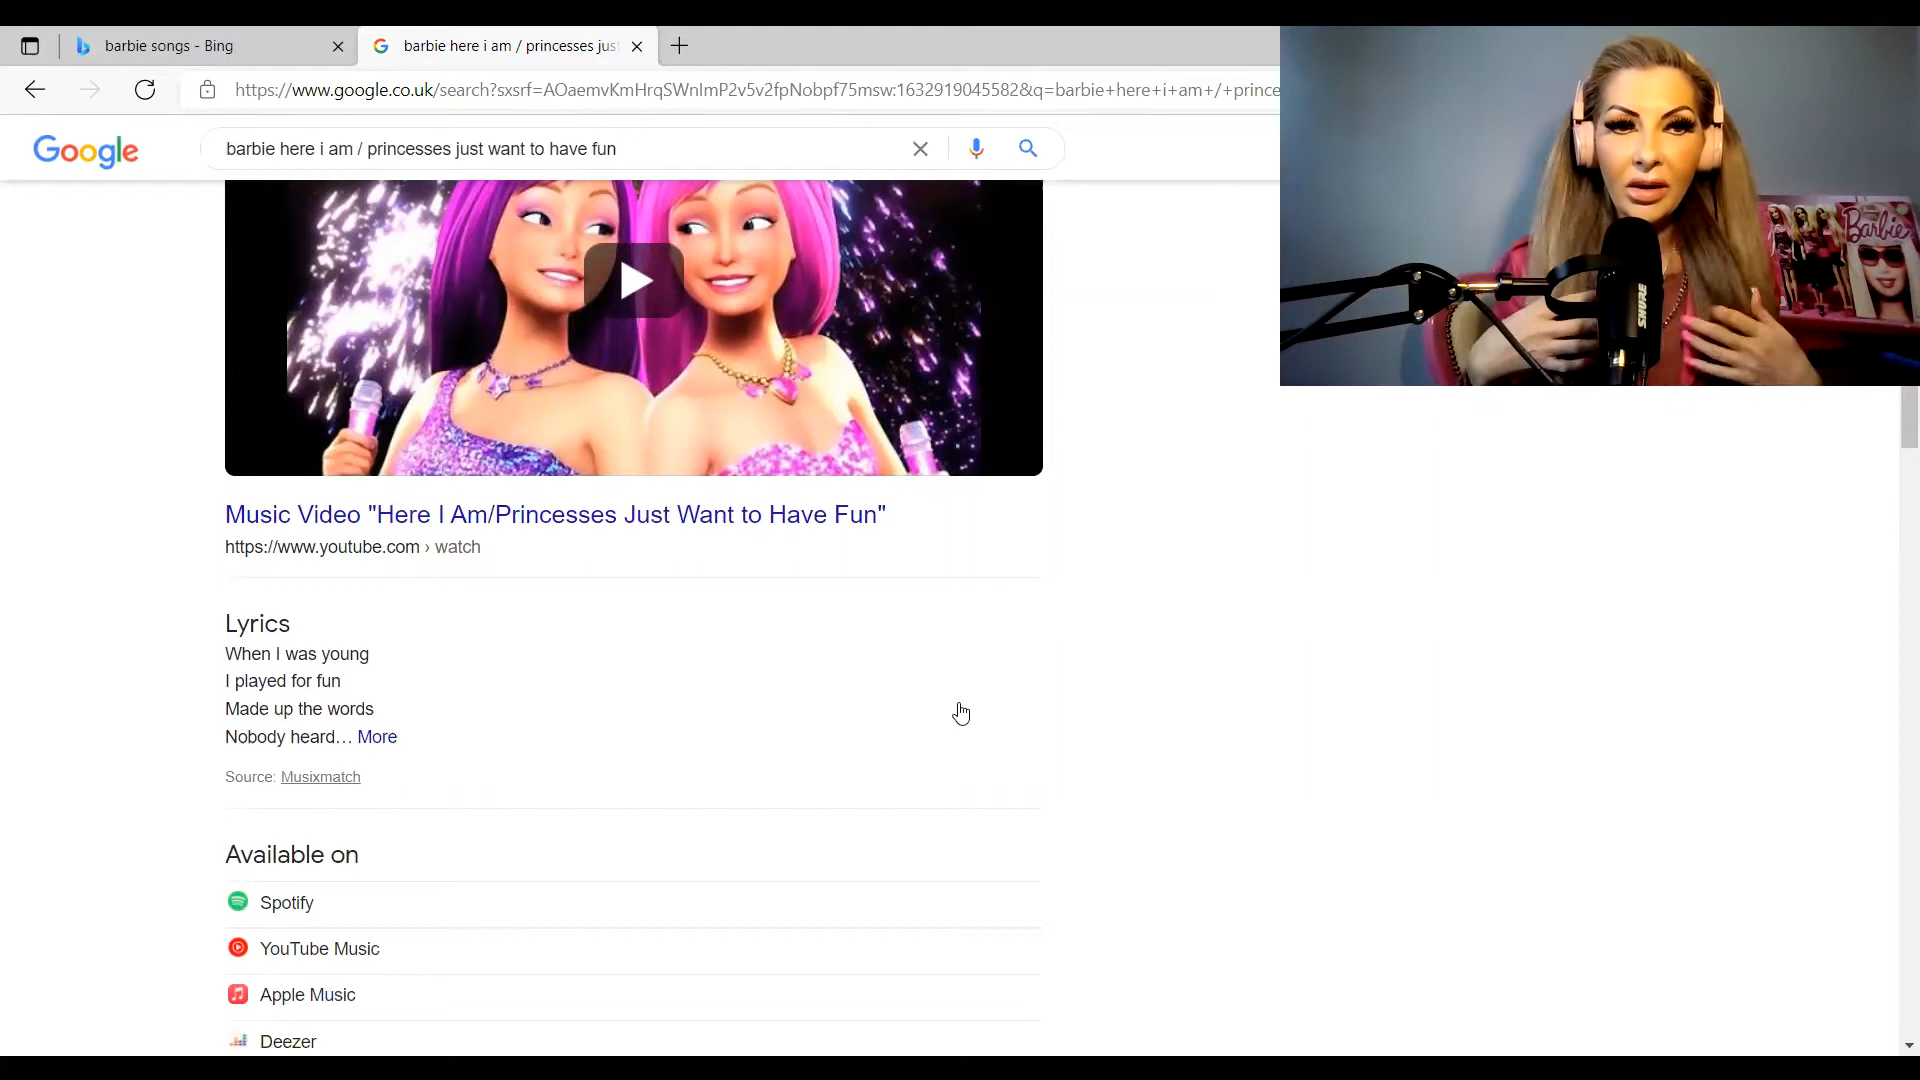 barbie songs - Bing
barbie here i am / princesses jus
https://www.google.co.uk/search?sxsrf=AOaemvKmHrqSWnImP2v5v2fpNobpf75msw:1632919045582&q=barbie+here+i+am+/+prince
Google
barbie here i am / princesses just want to have fun
Barbie
SHURE
Music Video "Here I Am/Princesses Just Want to Have Fun"
https://www.youtube.com › watch
Lyrics
When I was young
I played for fun
Made up the words
Nobody heard… More
Source: Musixmatch
Available on
Spotify
YouTube Music
Apple Music
Deezer